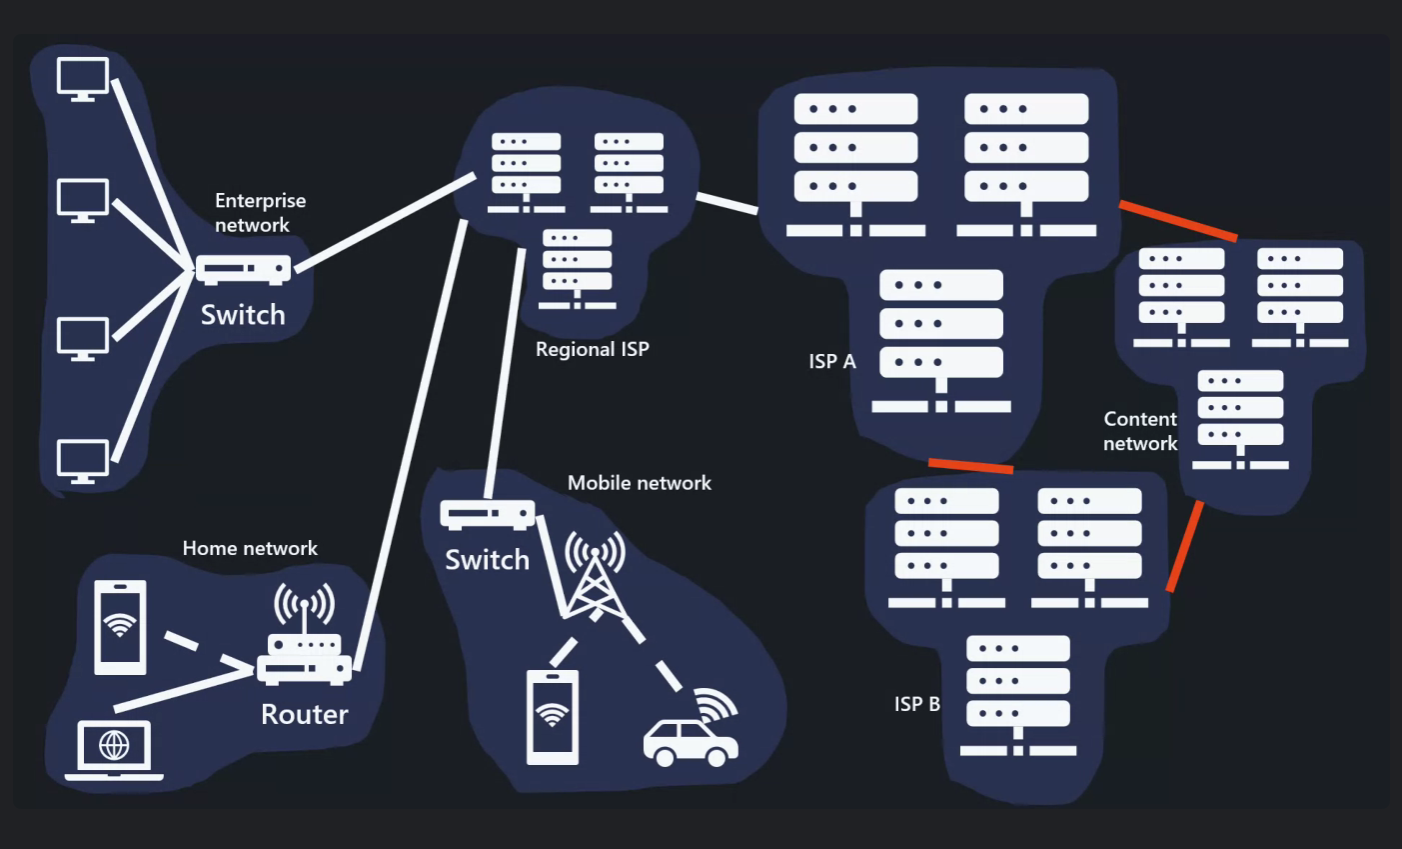 Enterprise
network
Switch
Regional ISP
ISP A
Content
network
Mobile network
Switch
Home network
Router
ISP B